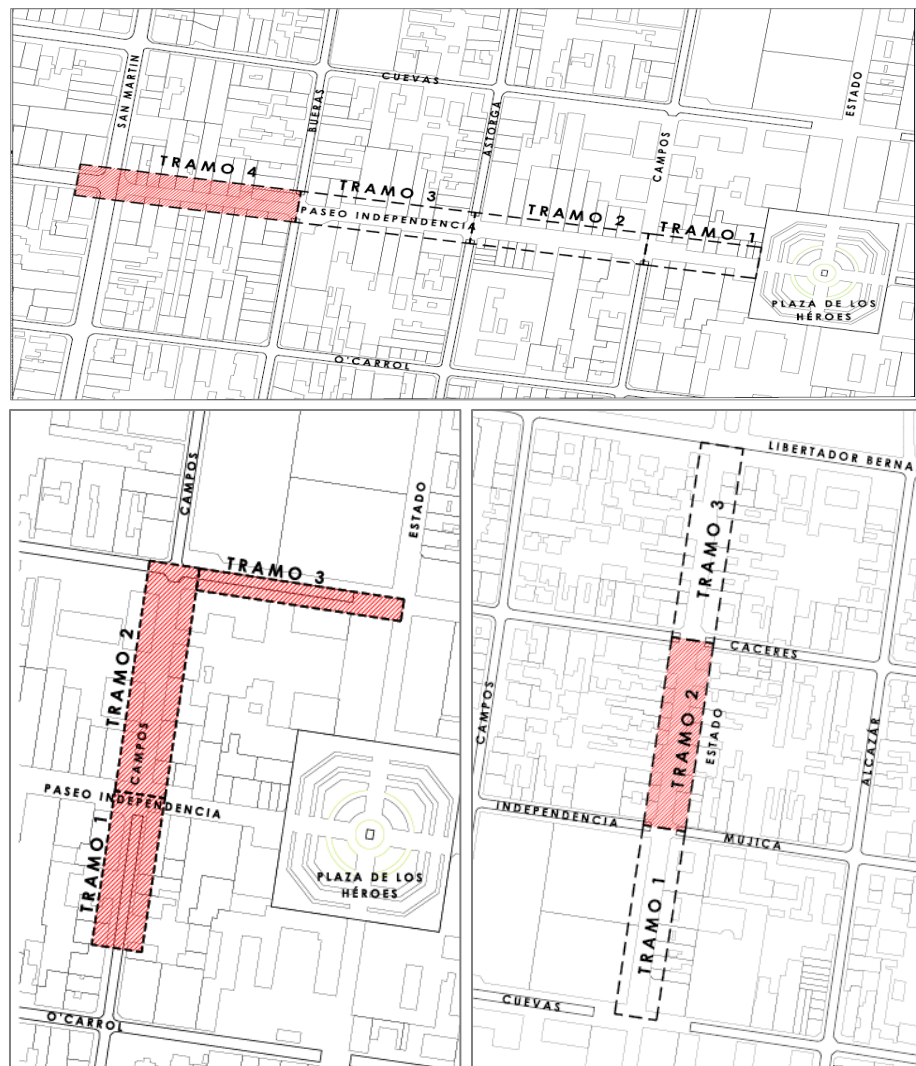 CUEVAS
SAN MARTIN
BUERAS
ASTORGA
CAMPOS
ESTADO
TRAMO 4
TRAMO 3
TRAMO 2
TRAMO 1
PASEO INDEPENDENCIA
PLAZA DE LOS
HÉROES
O'CARROL
CAMPOS
ESTADO
TRAMO 3
TRAMO 2
CAMPOS
PASEO INDEPENDENCIA
TRAMO 1
PLAZA DE LOS
HÉROES
O'CARROL
LIBERTADOR BERNA
TRAMO 3
CACERES
CAMPOS
TRAMO 2
ESTADO
ALCAZÁR
INDEPENDENCIA
MUJICA
TRAMO 1
CUEVAS